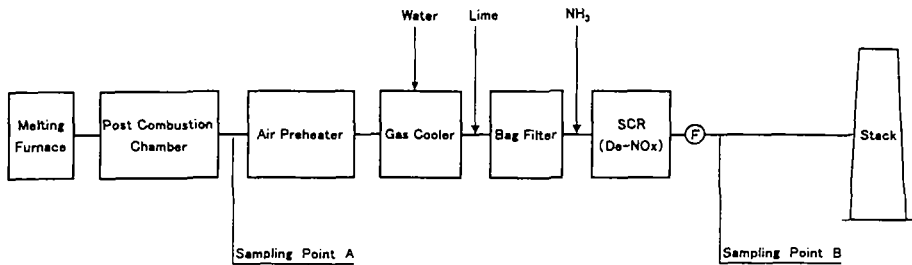 Water
Lime
NH₃
Melting
Furnace
Post Combustion
Chamber
Air Preheater
Gas Cooler
Bag Filter
SCR
(De-NOx)
F
Stack
Sampling Point A
Sampling Point B